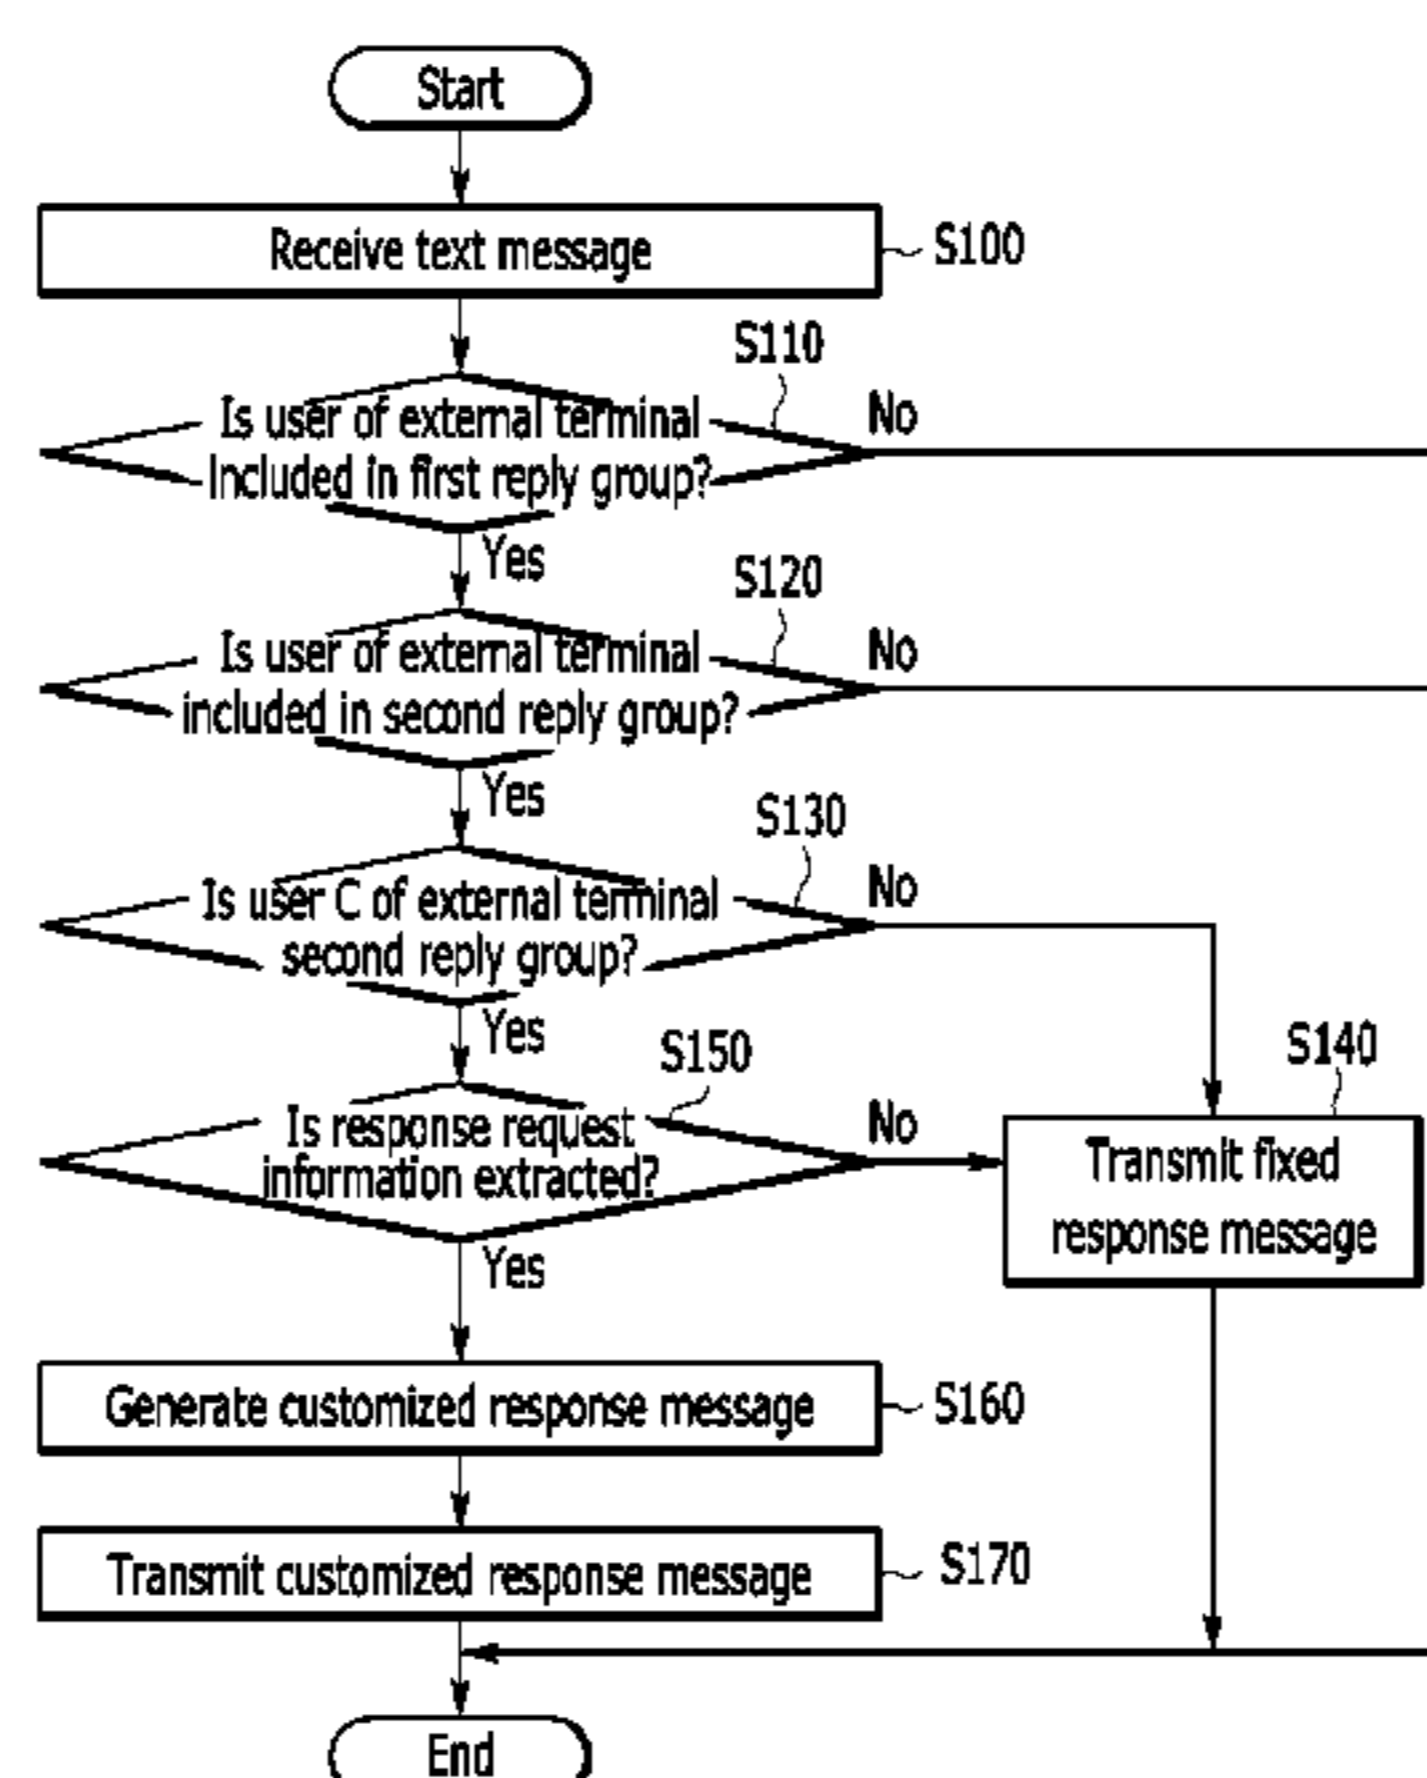 Start
Receive text message
S100
S110
Is user of external terminal
Included in first reply group?
No
Yes
S120
Is user of external terminal
included in second reply group?
No
Yes
S130
Is user C of external terminal
second reply group?
No
Yes
S150
Is response request
information extracted?
No
S140
Transmit fixed
response message
Yes
Generate customized response message
S160
Transmit customized response message
S170
End